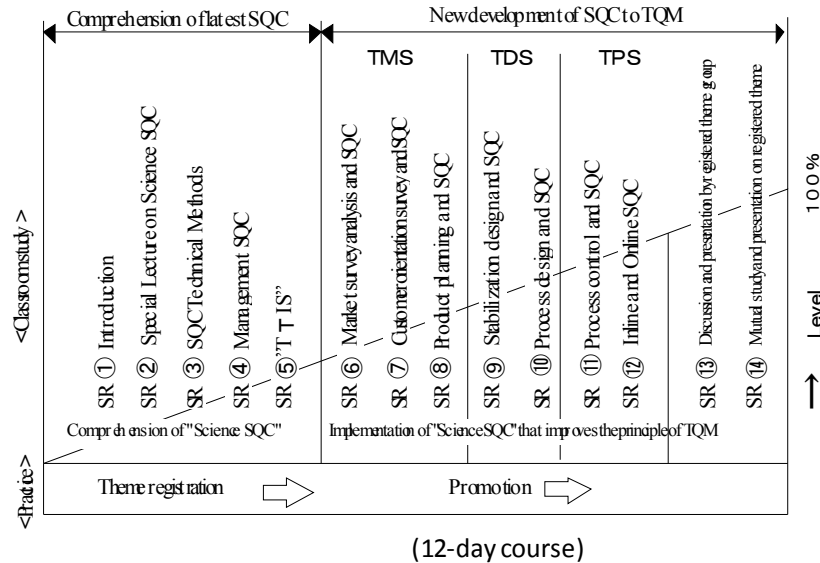 Comprehension of latest SQC
New development of SQC to TQM
TMS
TDS
TPS
<Classroom study>
SR ① Introduction
SR ② Special Lecture on Science SQC
SR ③ SQC Technical Methods
SR ④ Management SQC
SR ⑤ "T T IS"
SR ⑥ Market survey analysis and SQC
SR ⑦ Customer orientation survey and SQC
SR ⑧ Product planning and SQC
SR ⑨ Stabilization design and SQC
SR ⑩ Process design and SQC
SR ⑪ Process control and SQC
SR ⑫ Inline and Online SQC
SR ⑬ Discussion and presentation by registered theme group
SR ⑭ Mutual study and presentation on registered theme
→ Level 100%
Comprehension of "Science SQC"
Implementation of "Science SQC" that improves the principle of TQM
<Practice>
Theme registration
Promotion
(12-day course)